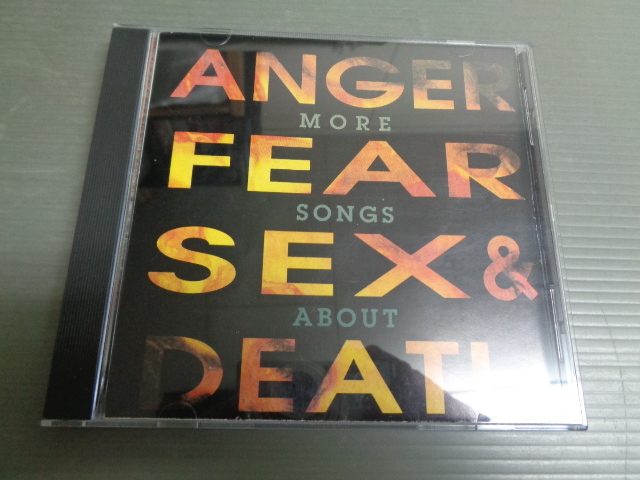 ANGER
MORE
FEAR
SONGS
SEX &
ABOUT
DEATH